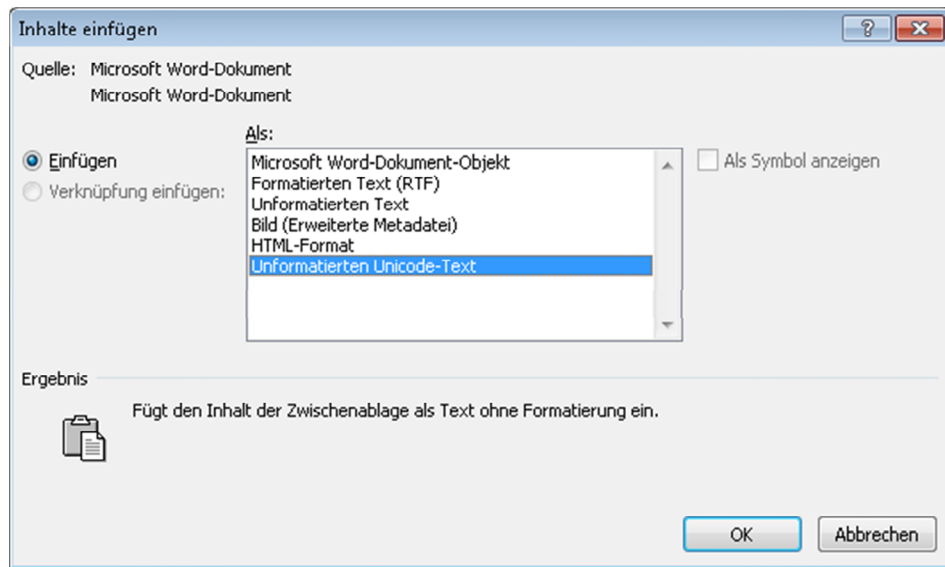 Inhalte einfügen
Quelle: Microsoft Word-Dokument
Microsoft Word-Dokument
Als:
Einfügen
Verknüpfung einfügen:
Microsoft Word-Dokument-Objekt
Formatierten Text (RTF)
Unformatierten Text
Bild (Erweiterte Metadatei)
HTML-Format
Unformatierten Unicode-Text
Als Symbol anzeigen
Ergebnis
Fügt den Inhalt der Zwischenablage als Text ohne Formatierung ein.
OK Abbrechen